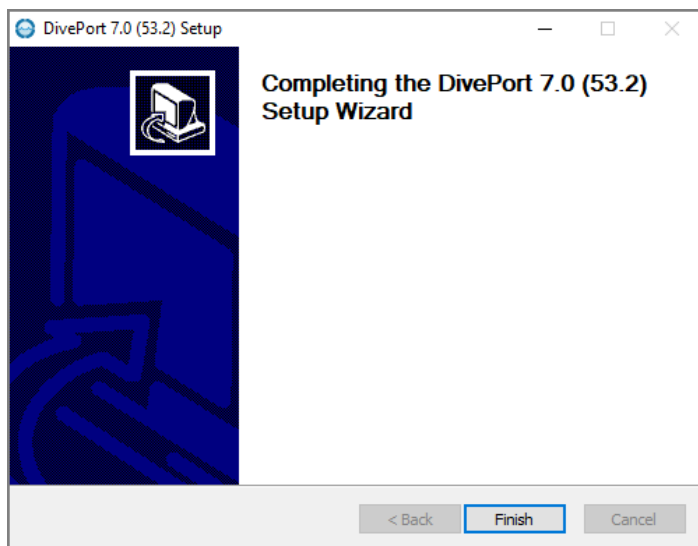 DivePort 7.0 (53.2) Setup
Completing the DivePort 7.0 (53.2)
Setup Wizard
< Back
Finish
Cancel